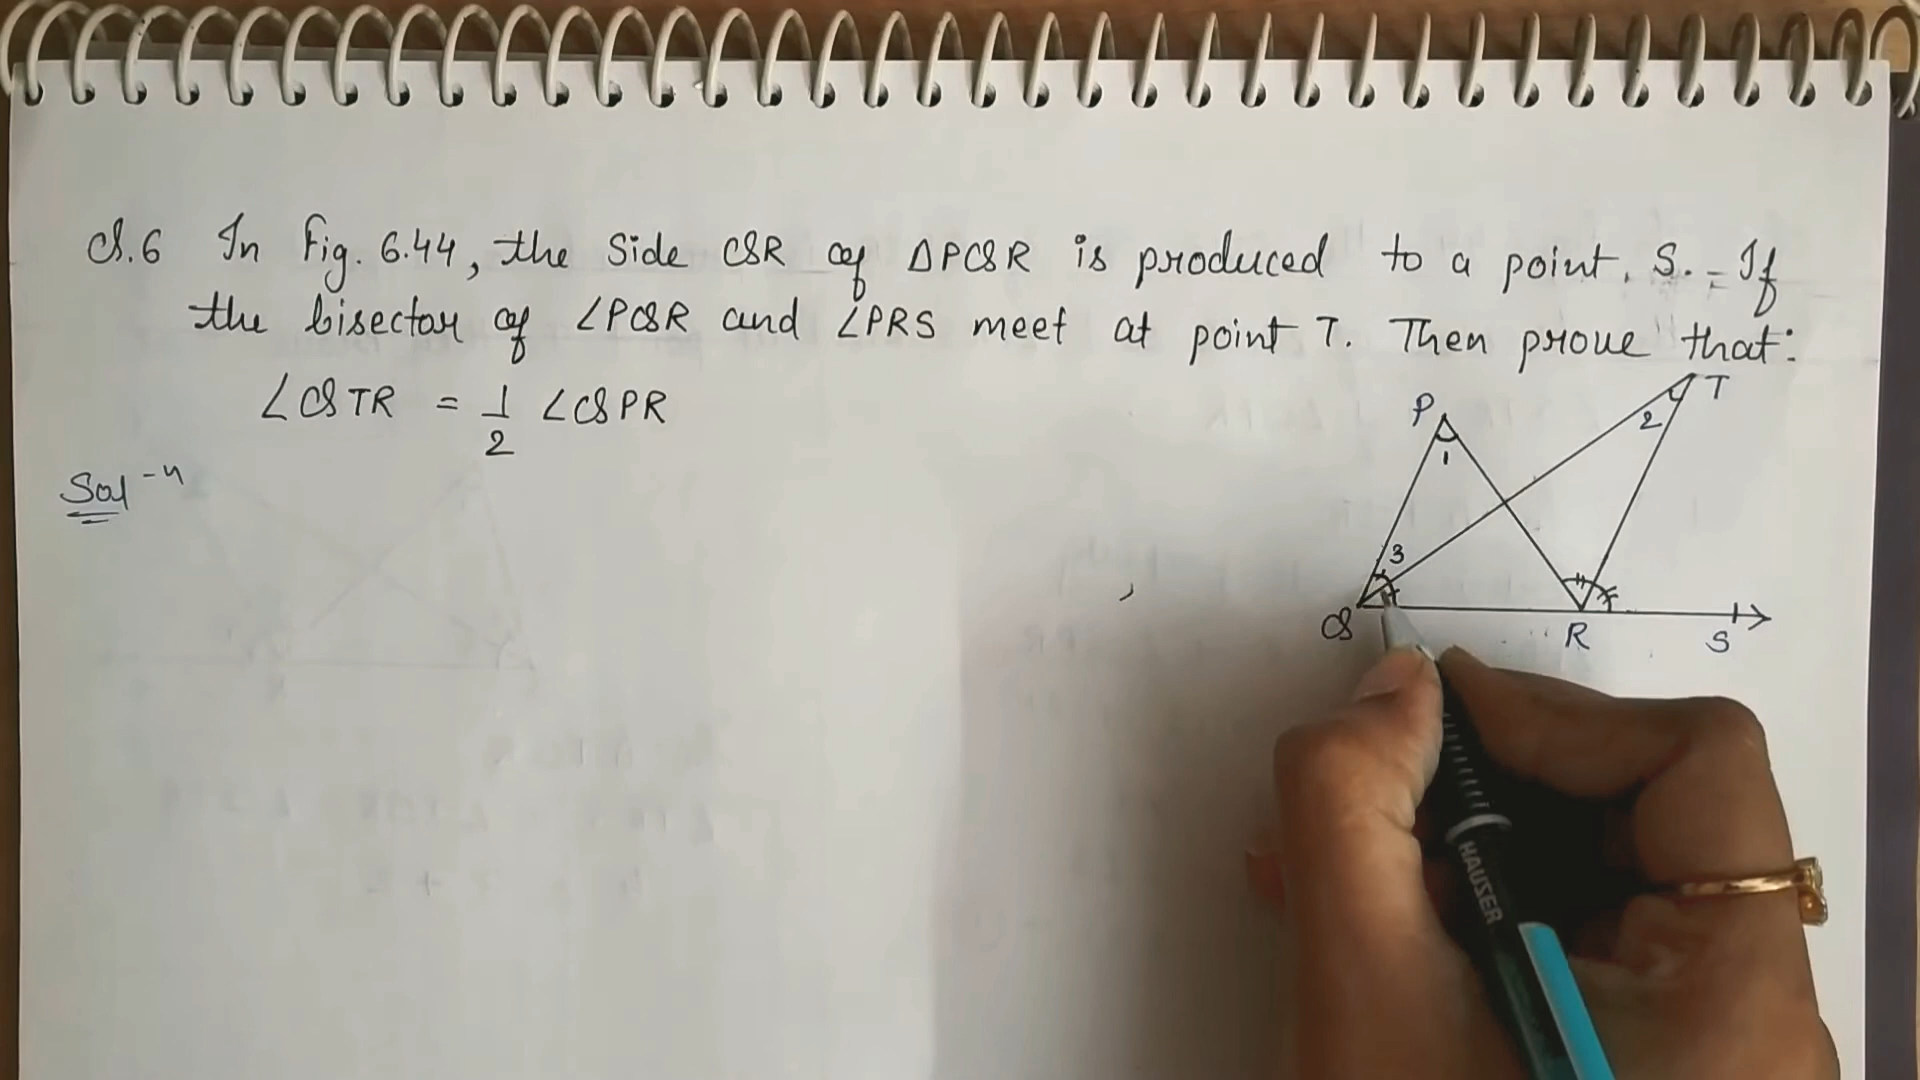 Q.6 In Fig. 6.44, the Side QR of ΔPQR is produced to a point. S. If
the bisector of ∠PQR and ∠PRS meet at point T. Then prove that:
∠QTR = 1/2 ∠QPR
Sol-n
P
T
1
2
3
Q
R
S
HAUSER